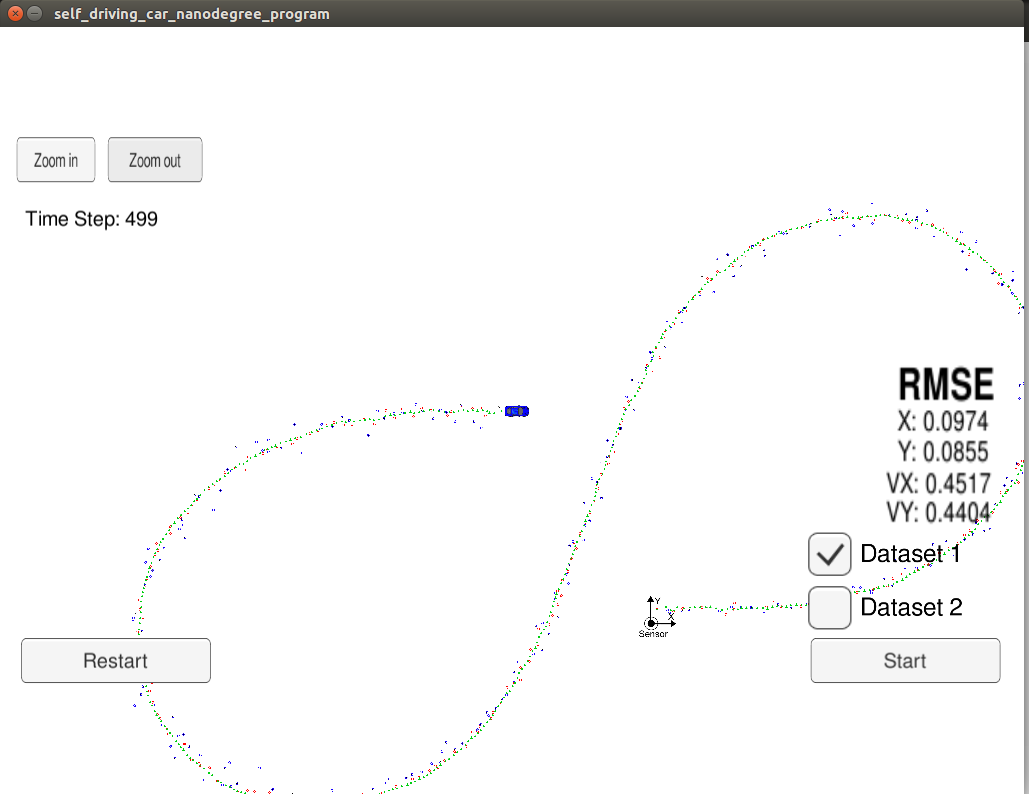 self_driving_car_nanodegree_program
Zoom in
Zoom out
Time Step: 499
RMSE
X: 0.0974
Y: 0.0855
VX: 0.4517
VY: 0.4404
Dataset 1
Dataset 2
Y
X
Sensor
Restart
Start